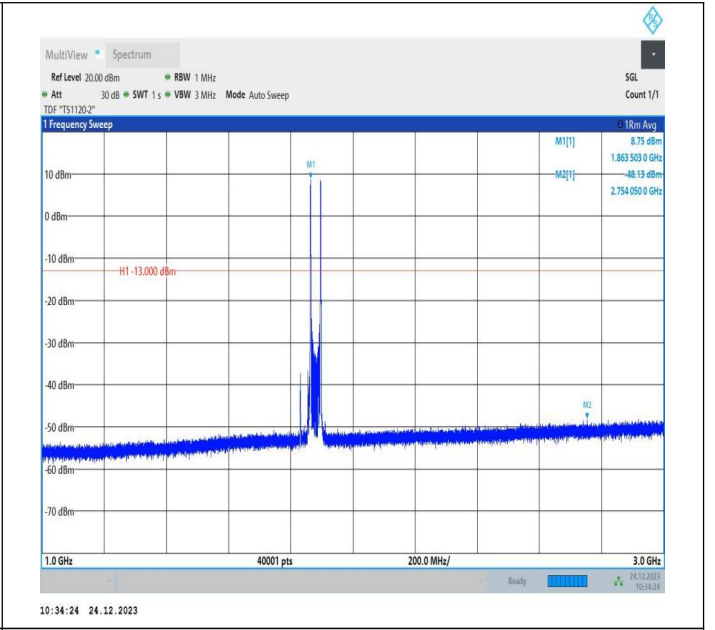 R S
MultiView Spectrum
Ref Level 20.00 dBm RBW 1 MHz SGL
Att 30 dB SWT 1 s VBW 3 MHz Mode Auto Sweep Count 1/1
TDF "TS1120-2"
1 Frequency Sweep 1Rm Avg
M1[1] 8.75 dBm
1.863 503 0 GHz
M2[1] -48.13 dBm
2.754 050 0 GHz
M1
10 dBm
0 dBm
-10 dBm
H1 -13.000 dBm
-20 dBm
-30 dBm
-40 dBm
M2
-50 dBm
-60 dBm
-70 dBm
1.0 GHz 40001 pts 200.0 MHz/ 3.0 GHz
Ready 24.12.2023
10:34:24
10:34:24 24.12.2023